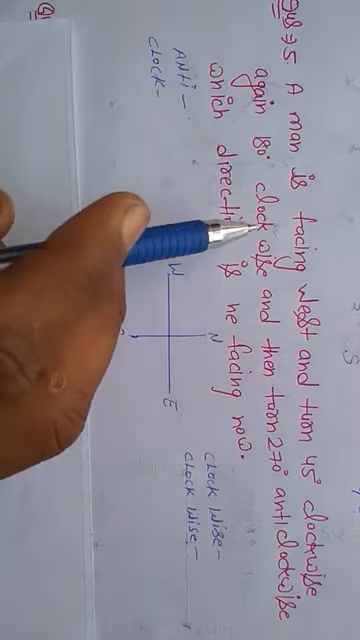 Que⇒5. A man is facing west and turn 45° clockwise
again 180° clockwise and then turn 270° anticlockwise
which directi is he facing now.
ANTI -
CLOCK -
CLOCK WISE -
CLOCK WISE -
N
W
E
S